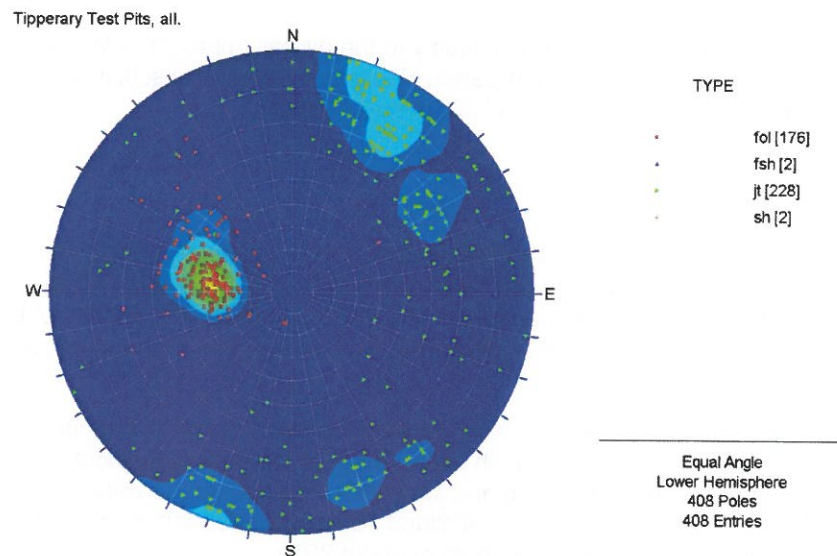 Tipperary Test Pits, all.
N
W
E
S
TYPE
fol [176]
fsh [2]
jt [228]
sh [2]
Equal Angle
Lower Hemisphere
408 Poles
408 Entries